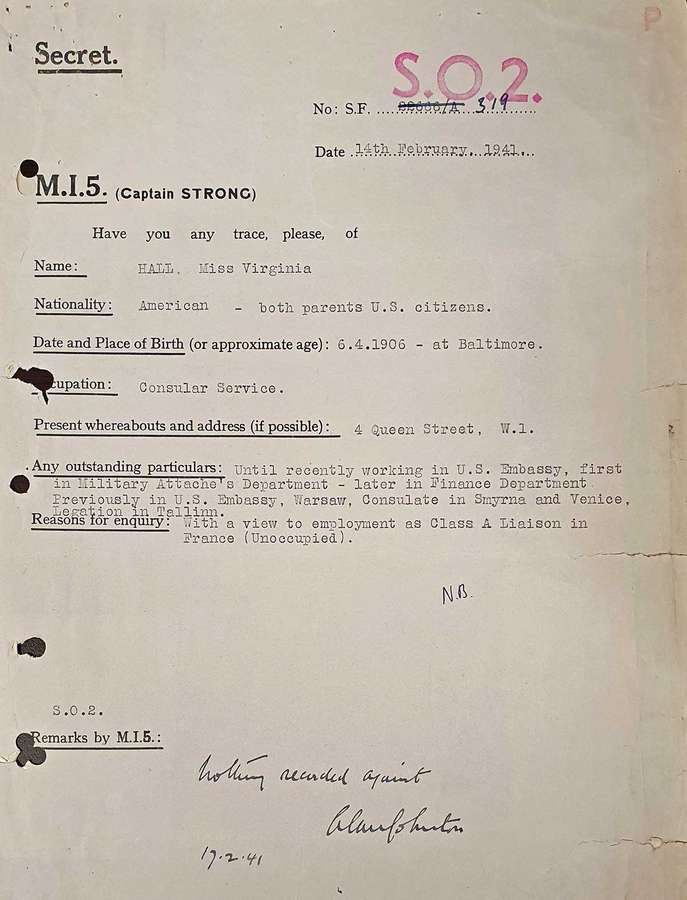 P
Secret.
S.O.2.
No: S.F. 22666/A 319
Date 14th February, 1941.
M.I.5. (Captain STRONG)
Have you any trace, please, of
Name: HALL, Miss Virginia
Nationality: American - both parents U.S. citizens.
Date and Place of Birth (or approximate age): 6.4.1906 - at Baltimore.
cupation: Consular Service.
Present whereabouts and address (if possible): 4 Queen Street, W.1.
Any outstanding particulars: Until recently working in U.S. Embassy, first
in Military Attache's Department - later in Finance Department.
Previously in U.S. Embassy, Warsaw, Consulate in Smyrna and Venice,
Legation in Tallinn.
Reasons for enquiry: With a view to employment as Class A Liaison in
France (Unoccupied).
N.B.
S.O.2.
Remarks by M.I.5.:
Nothing recorded against
Alan Johnston
19.2.41